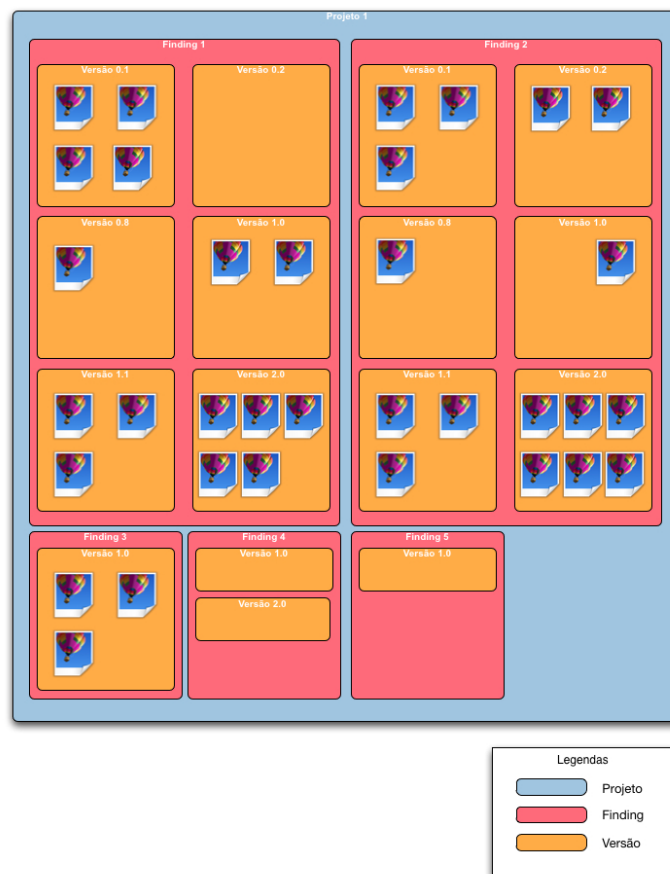 Projeto 1
Finding 1
Versão 0.1
Versão 0.2
Versão 0.8
Versão 1.0
Versão 1.1
Versão 2.0
Finding 2
Versão 0.1
Versão 0.2
Versão 0.8
Versão 1.0
Versão 1.1
Versão 2.0
Finding 3
Versão 1.0
Finding 4
Versão 1.0
Versão 2.0
Finding 5
Versão 1.0
Legendas
Projeto
Finding
Versão